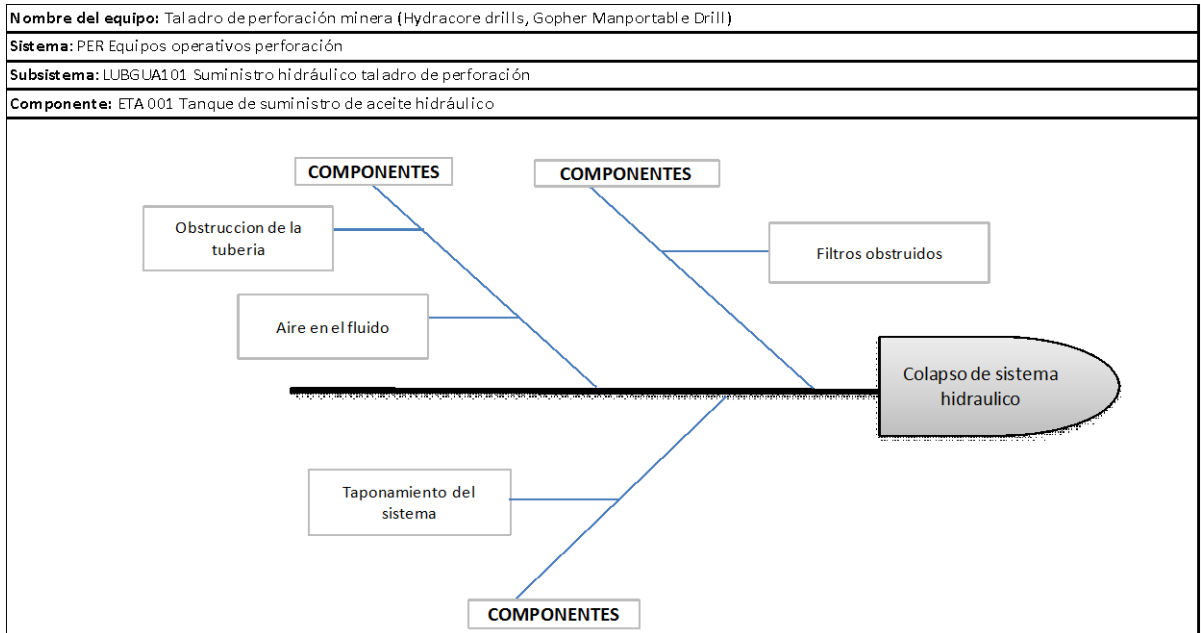 Nombre del equipo: Taladro de perforación minera (Hydracore drills, Gopher Manportable Drill)
Sistema: PER Equipos operativos perforación
Subsistema: LUBGUA101 Suministro hidráulico taladro de perforación
Componente: ETA 001 Tanque de suministro de aceite hidráulico
COMPONENTES
COMPONENTES
Obstruccion de la
tuberia
Filtros obstruidos
Aire en el fluido
Colapso de sistema
hidraulico
Taponamiento del
sistema
COMPONENTES